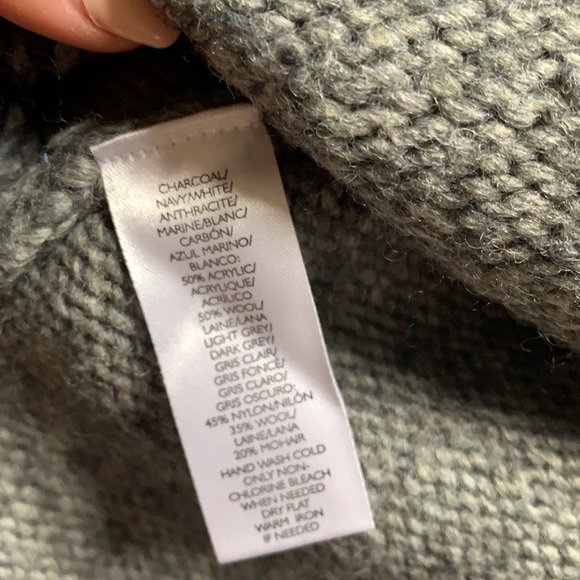 CHARCOAL/
NAVY/WHITE/
ANTHRACITE/
MARINE/BLANC/
CARBÓN/
AZUL MARINO/
BLANCO:
50% ACRYLIC/
ACRYLIQUE/
ACRÍLICO
50% WOOL/
LAINE/LANA
LIGHT GREY/
DARK GREY/
GRIS CLAIR/
GRIS FONCÉ/
GRIS CLARO/
GRIS OSCURO:
45% NYLON/NILÓN
35% WOOL/
LAINE/LANA
20% MOHAIR
HAND WASH COLD
ONLY NON-
CHLORINE BLEACH
WHEN NEEDED
DRY FLAT
WARM IRON
IF NEEDED